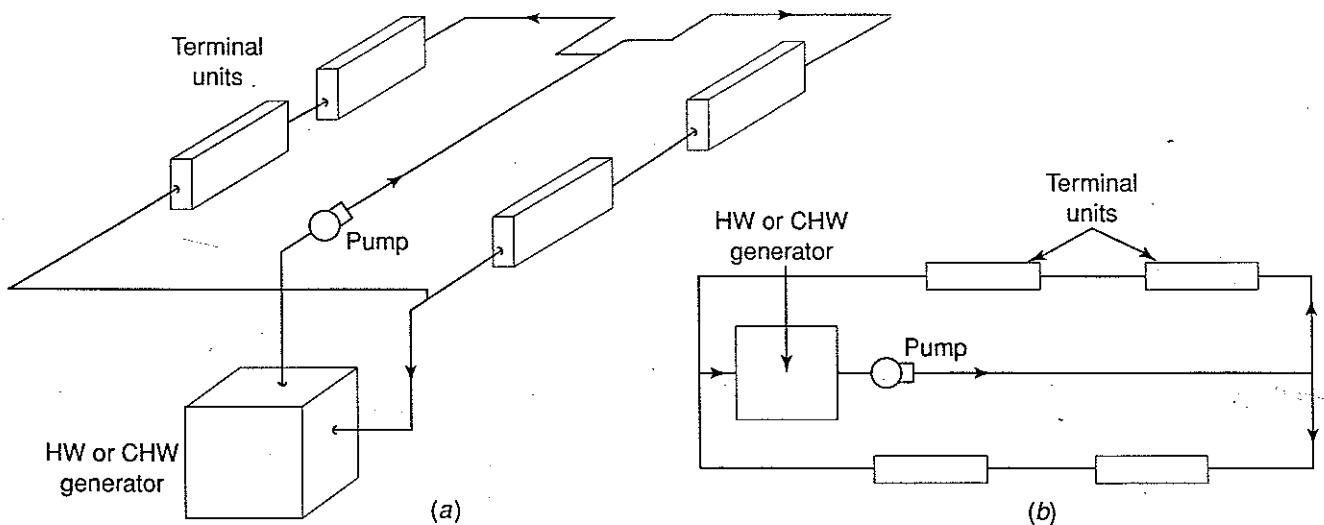 Terminal
units
Pump
HW or CHW
generator
(a)
Terminal
units
HW or CHW
generator
Pump
(b)